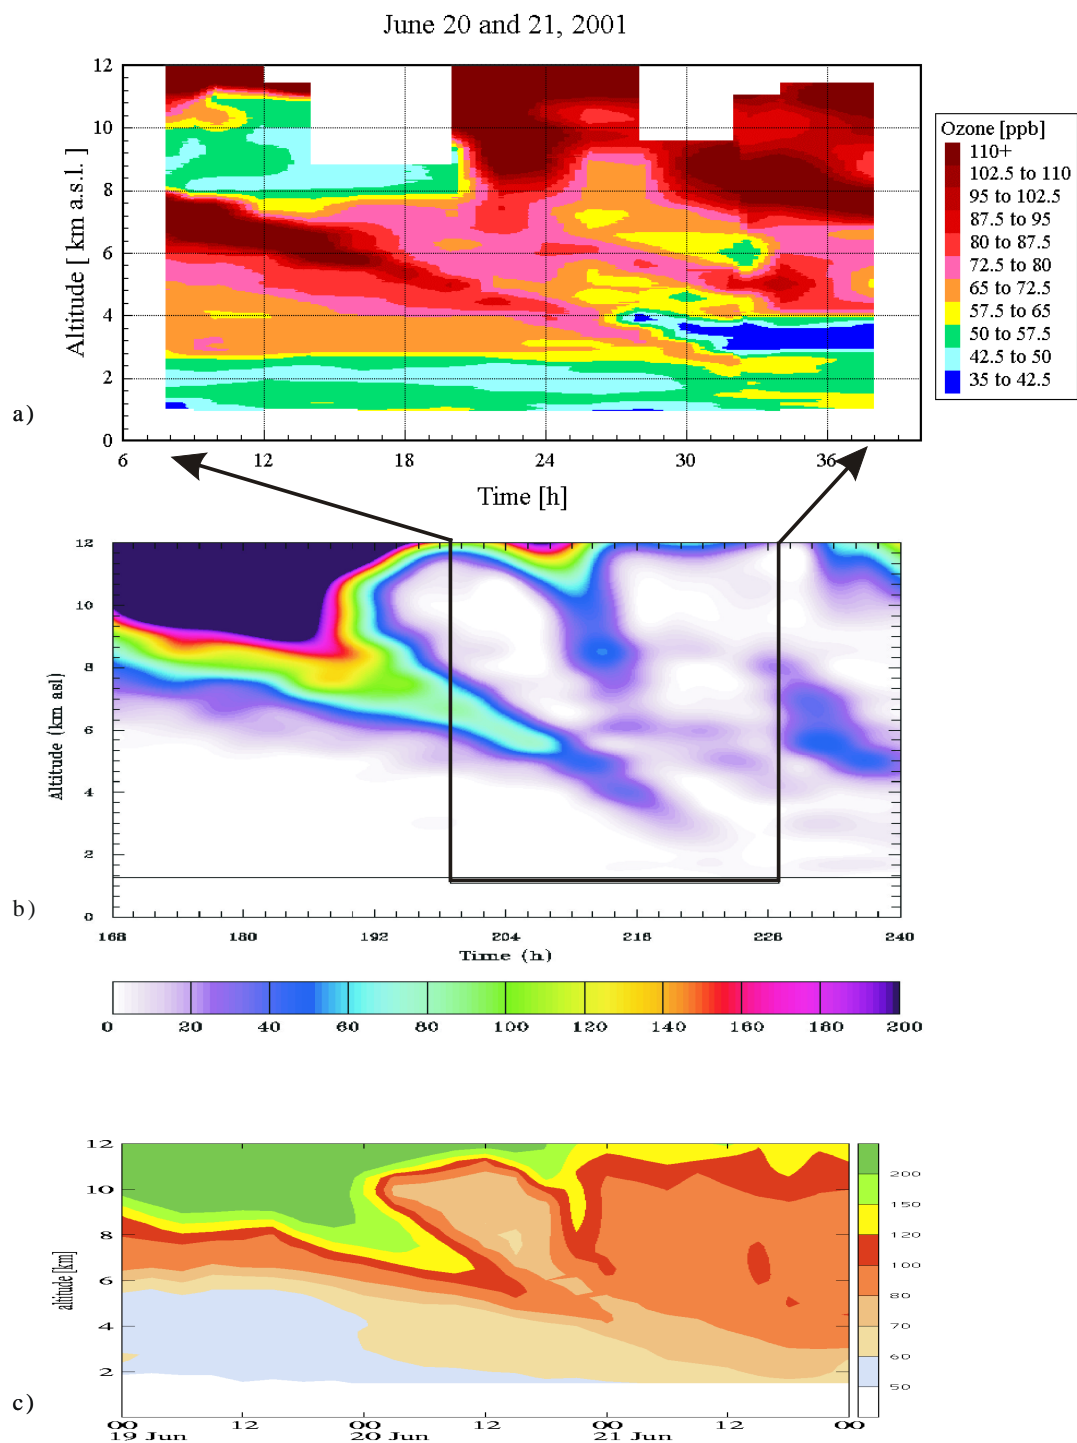 June 20 and 21, 2001
12
10
8
6
4
2
0
Altitude [ km a.s.l. ]
a)
6 12 18 24 30 36
Time [h]
Ozone [ppb]
110+
102.5 to 110
95 to 102.5
87.5 to 95
80 to 87.5
72.5 to 80
65 to 72.5
57.5 to 65
50 to 57.5
42.5 to 50
35 to 42.5
12
10
8
6
4
2
0
Altitude (km asl)
b)
168 180 192 204 216 228 240
Time (h)
0 20 40 60 80 100 120 140 160 180 200
12
10
8
6
4
2
altitude [km]
c)
00 12 00 12 00 12 00
19 Jun 20 Jun 21 Jun
200
150
120
100
80
70
60
50